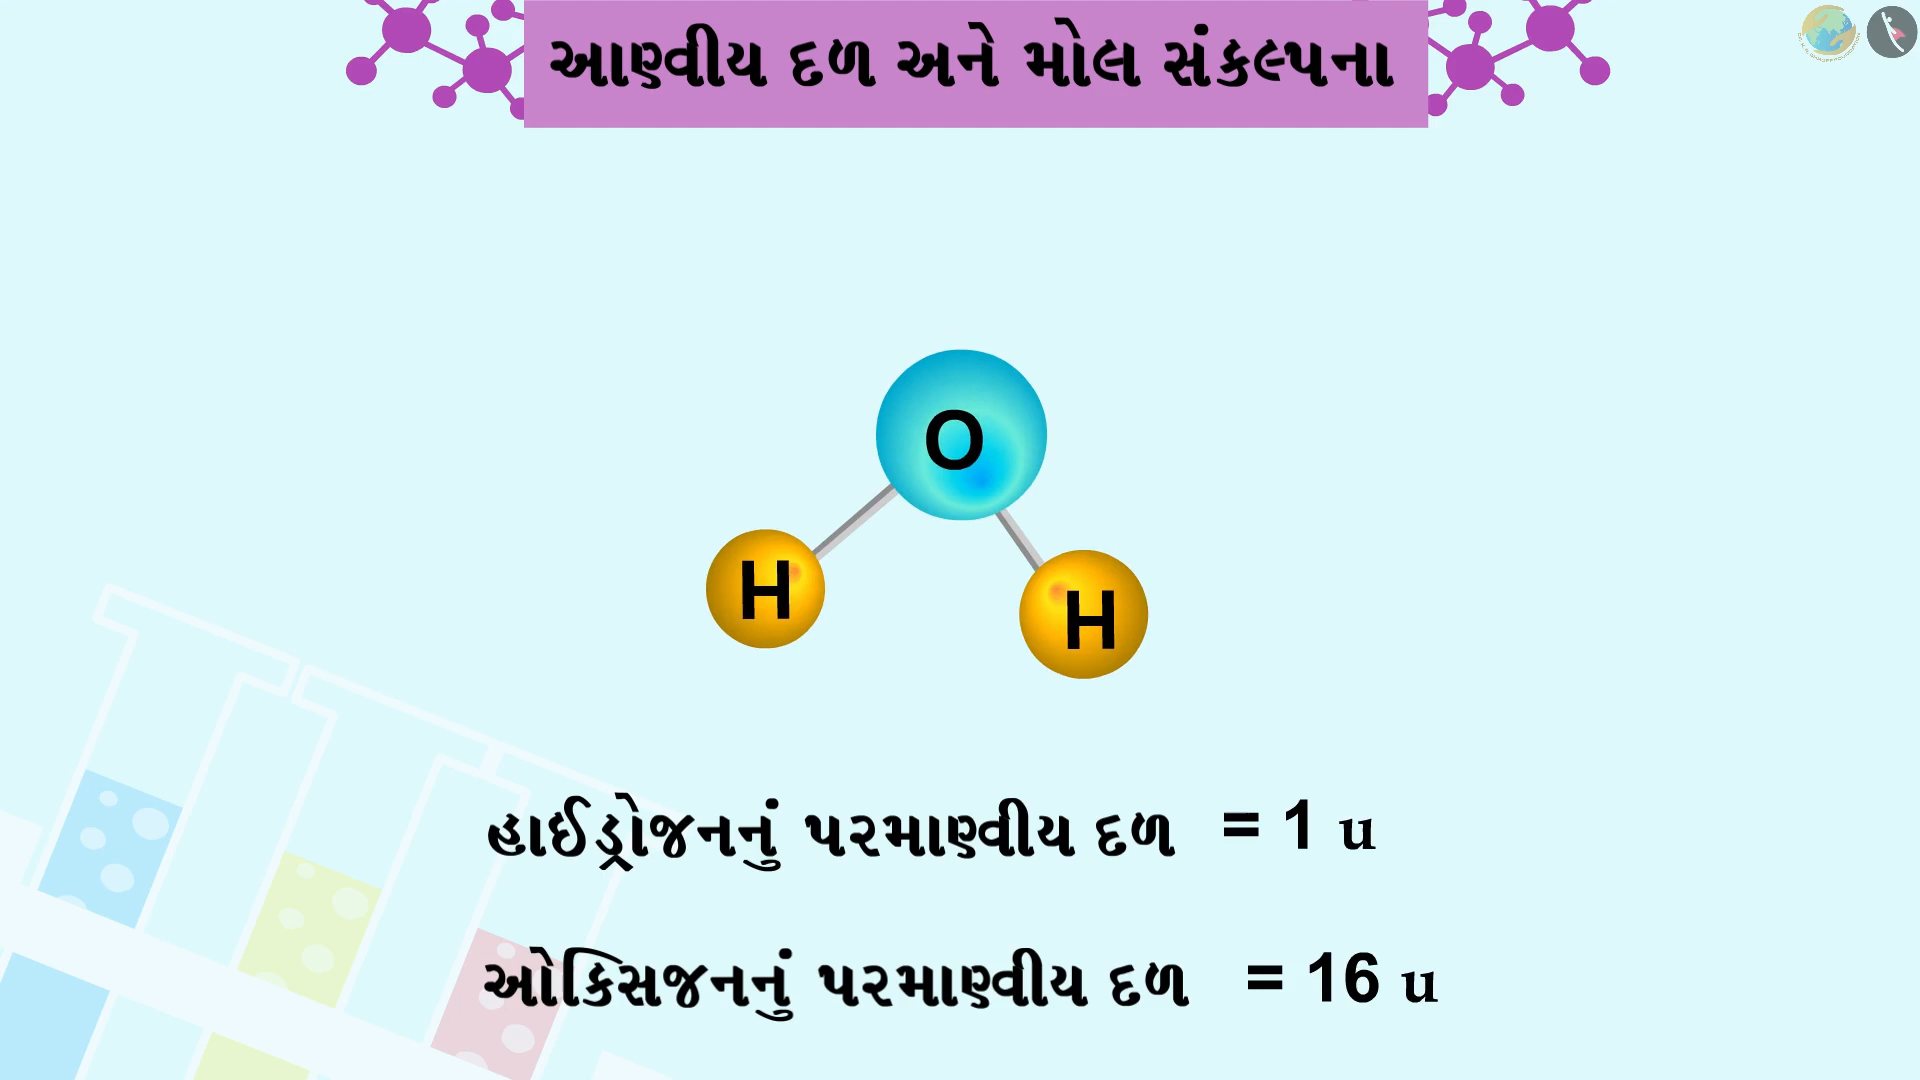 આણ્વીય દળ અને મોલ સંકલ્પના
O
H
H
હાઈડ્રોજનનું પરમાણ્વીય દળ = 1 u
ઓક્સિજનનું પરમાણ્વીય દળ = 16 u